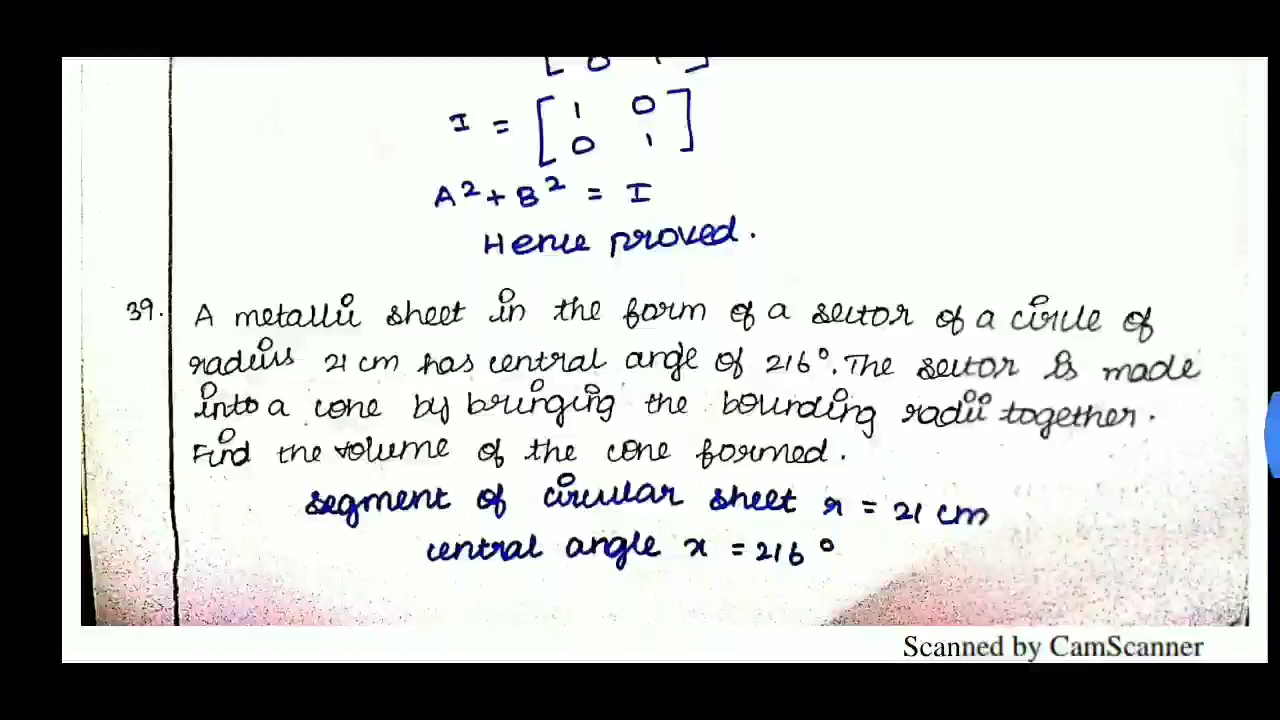 [ 0 1 ]
I = [ 1 0
0 1 ]
A² + B² = I
Hence proved.
39. A metallic sheet in the form of a sector of a circle of
radius 21 cm has central angle of 216°. The sector is made
into a cone by bringing the bounding radii together.
Find the volume of the cone formed.
segment of circular sheet r = 21 cm
central angle x = 216°
Scanned by CamScanner